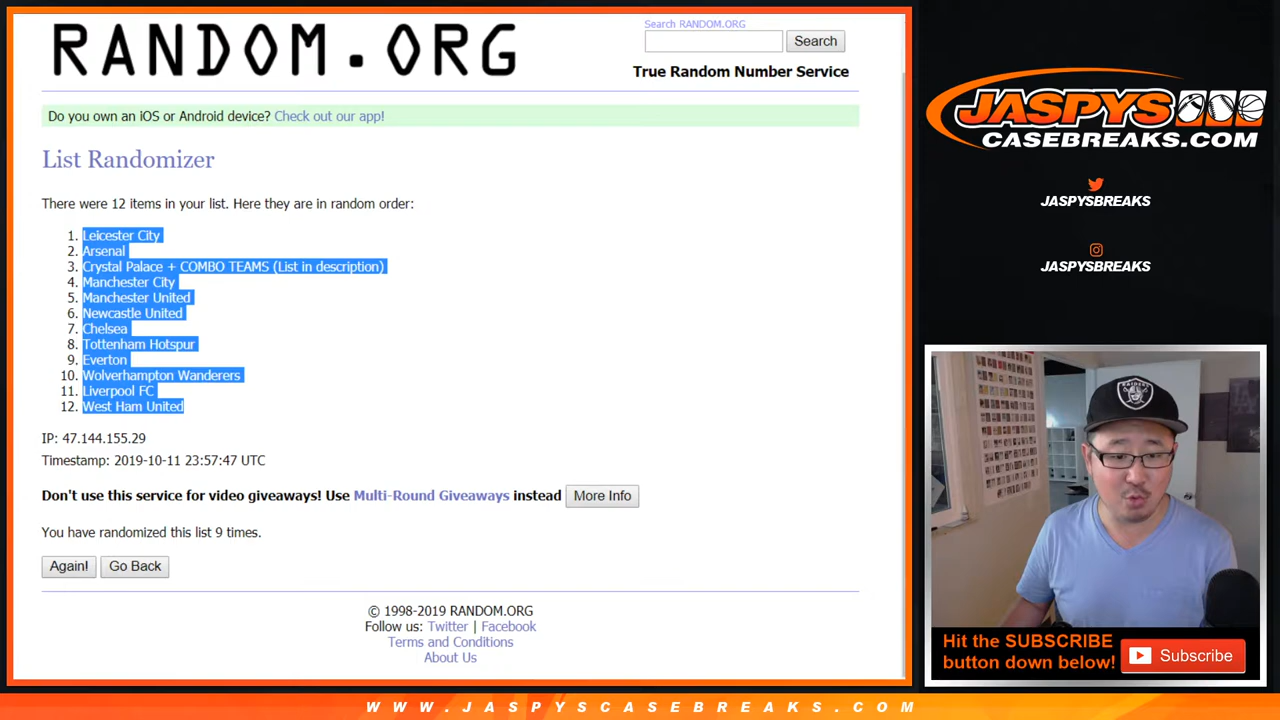 RANDOM.ORG
Search RANDOM.ORG
Search
True Random Number Service
Do you own an iOS or Android device? Check out our app!
List Randomizer
There were 12 items in your list. Here they are in random order:
1. Leicester City
2. Arsenal
3. Crystal Palace + COMBO TEAMS (List in description)
4. Manchester City
5. Manchester United
6. Newcastle United
7. Chelsea
8. Tottenham Hotspur
9. Everton
10. Wolverhampton Wanderers
11. Liverpool FC
12. West Ham United
IP: 47.144.155.29
Timestamp: 2019-10-11 23:57:47 UTC
Don't use this service for video giveaways! Use Multi-Round Giveaways instead More Info
You have randomized this list 9 times.
Again! Go Back
© 1998-2019 RANDOM.ORG
Follow us: Twitter | Facebook
Terms and Conditions
About Us
JASPYS
CASEBREAKS.COM
JASPYSBREAKS
JASPYSBREAKS
RAIDERS
Hit the SUBSCRIBE
button down below!
Subscribe
WWW.JASPYSCASEBREAKS.COM